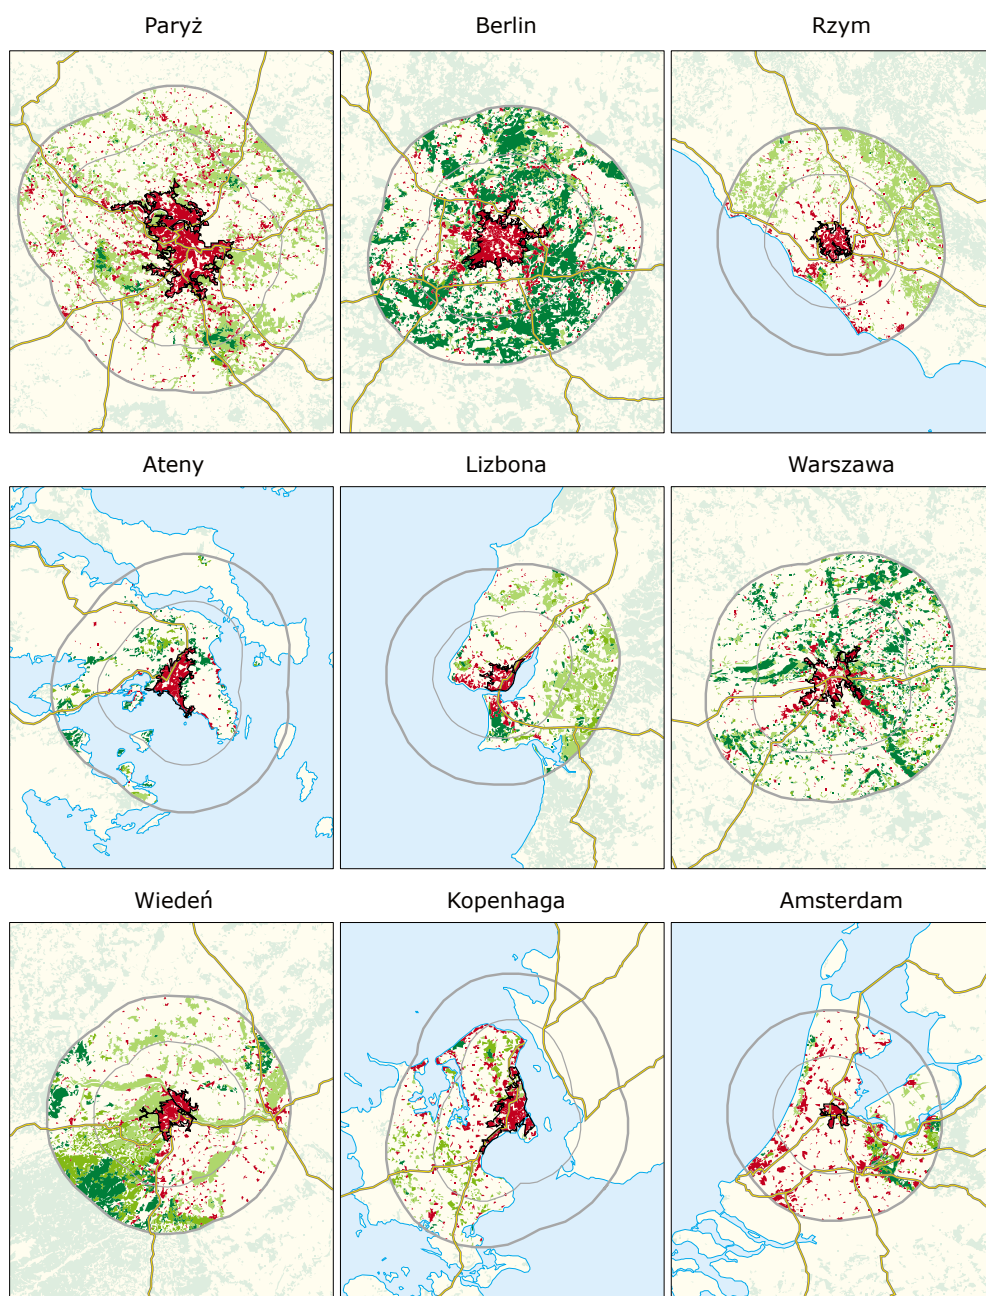 Paryż
Berlin
Rzym
Ateny
Lizbona
Warszawa
Wiedeń
Kopenhaga
Amsterdam